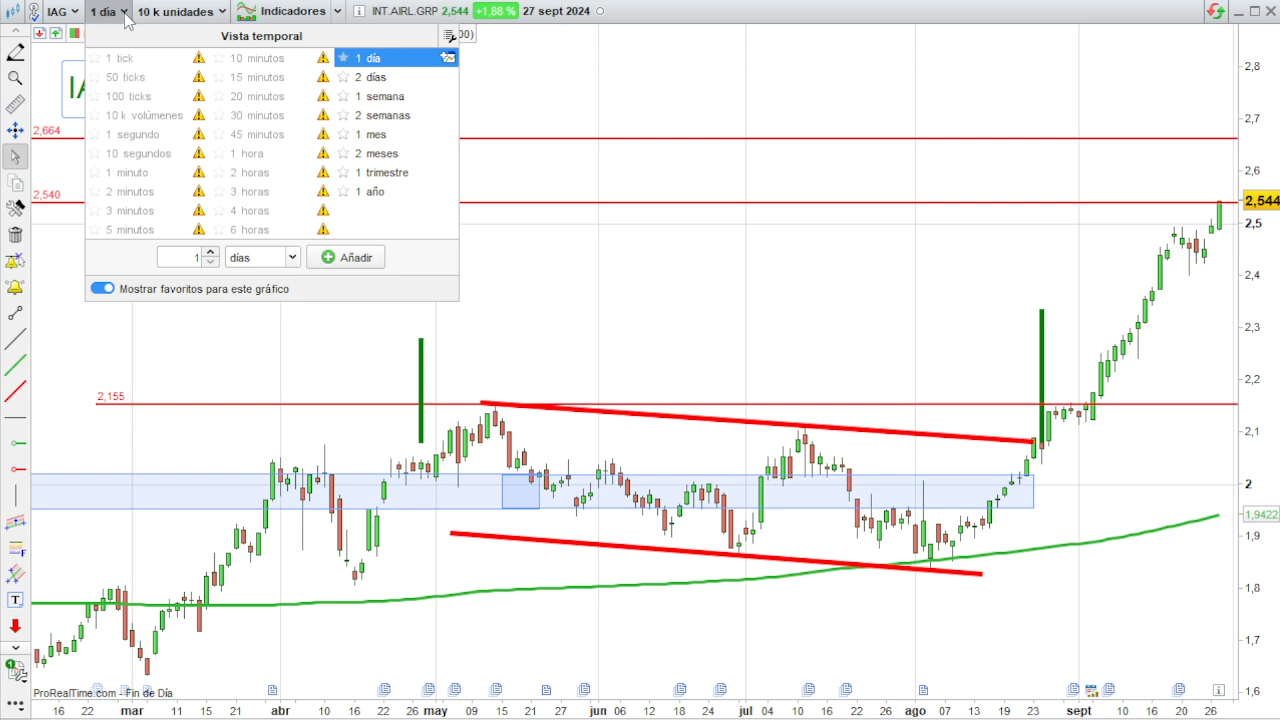 IAG 1 día 10 k unidades Indicadores INT.AIRL.GRP 2,544 +1,88 % 27 sept 2024
Vista temporal
00)
1 tick 10 minutos 1 día
50 ticks 15 minutos 2 días
100 ticks 20 minutos 1 semana
10 k volúmenes 30 minutos 2 semanas
1 segundo 45 minutos 1 mes
10 segundos 1 hora 2 meses
1 minuto 2 horas 1 trimestre
2 minutos 3 horas 1 año
3 minutos 4 horas
5 minutos 6 horas
1 días Añadir
Mostrar favoritos para este gráfico
2,664
2,540
2,155
2,8
2,7
2,6
2,544
2,5
2,4
2,3
2,2
2,1
2
1,9422
1,9
1,8
1,7
1,6
ProRealTime.com - Fin de Día
16 22 mar 11 15 21 abr 10 16 22 26 may 09 15 21 27 jun 06 12 18 24 jul 04 10 16 22 26 ago 07 13 19 23 sept 10 16 20 26